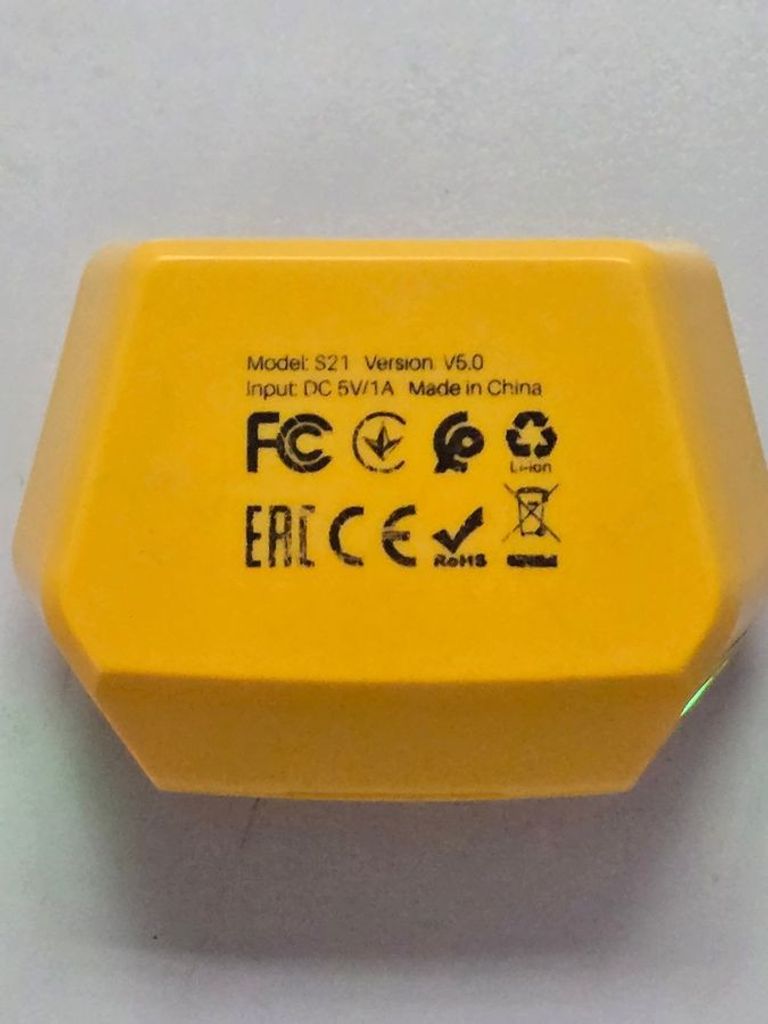 Model: S21 Version: V5.0
Input: DC 5V/1A Made in China
FC
Li-ion
EAC CE RoHS